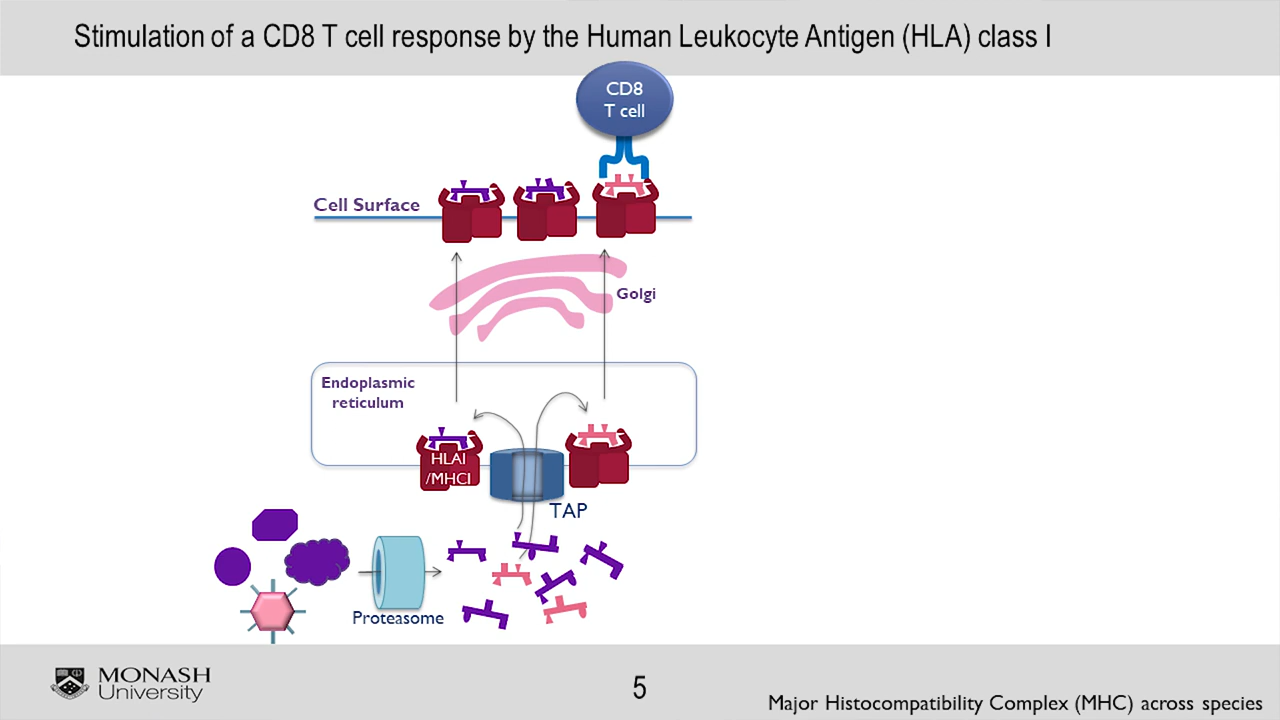 Stimulation of a CD8 T cell response by the Human Leukocyte Antigen (HLA) class I
CD8
T cell
Cell Surface
Golgi
Endoplasmic
reticulum
HLAI
/MHCI
TAP
Proteasome
MONASH
University
5
Major Histocompatibility Complex (MHC) across species